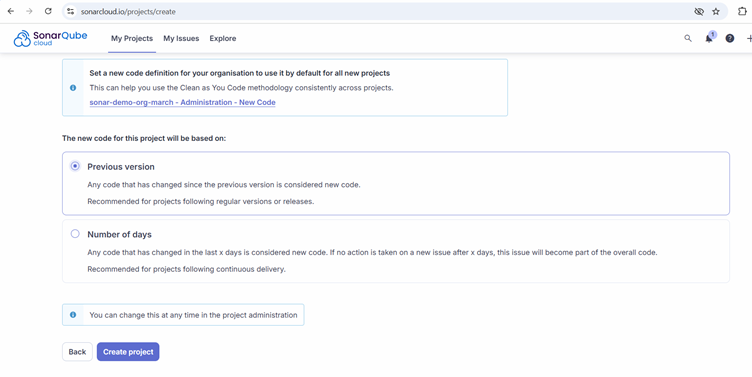 sonarcloud.io/projects/create
SonarQube
cloud
My Projects My Issues Explore
1
Set a new code definition for your organisation to use it by default for all new projects
This can help you use the Clean as You Code methodology consistently across projects.
sonar-demo-org-march - Administration - New Code
The new code for this project will be based on:
Previous version
Any code that has changed since the previous version is considered new code.
Recommended for projects following regular versions or releases.
Number of days
Any code that has changed in the last x days is considered new code. If no action is taken on a new issue after x days, this issue will become part of the overall code.
Recommended for projects following continuous delivery.
You can change this at any time in the project administration
Back Create project